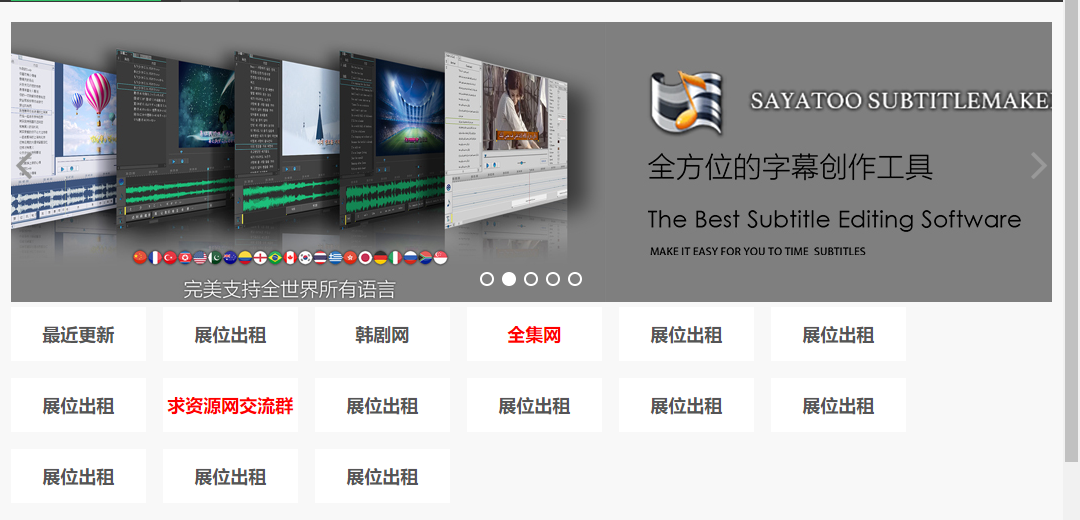 SAYATOO SUBTITLEMAKE
全方位的字幕创作工具
The Best Subtitle Editing Software
MAKE IT EASY FOR YOU TO TIME SUBTITLES
完美支持全世界所有语言
最近更新 展位出租 韩剧网 全集网 展位出租 展位出租
展位出租 求资源网交流群 展位出租 展位出租 展位出租 展位出租
展位出租 展位出租 展位出租